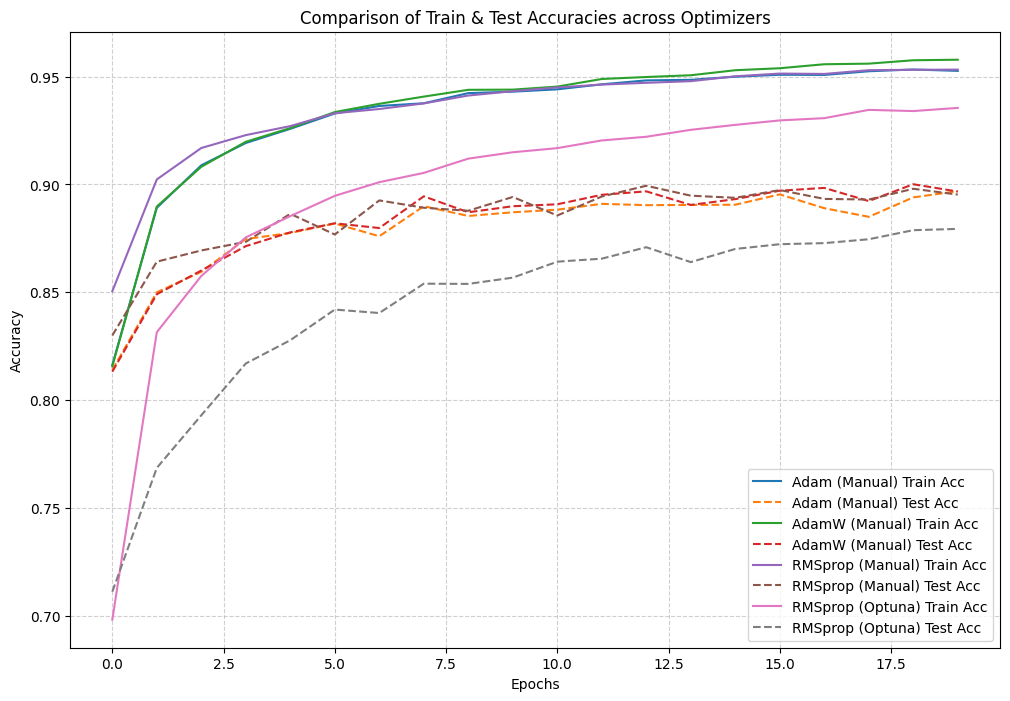 Comparison of Train & Test Accuracies across Optimizers
Accuracy
0.95
0.90
0.85
0.80
0.75
0.70
Adam (Manual) Train Acc
Adam (Manual) Test Acc
AdamW (Manual) Train Acc
AdamW (Manual) Test Acc
RMSprop (Manual) Train Acc
RMSprop (Manual) Test Acc
RMSprop (Optuna) Train Acc
RMSprop (Optuna) Test Acc
0.0 2.5 5.0 7.5 10.0 12.5 15.0 17.5
Epochs